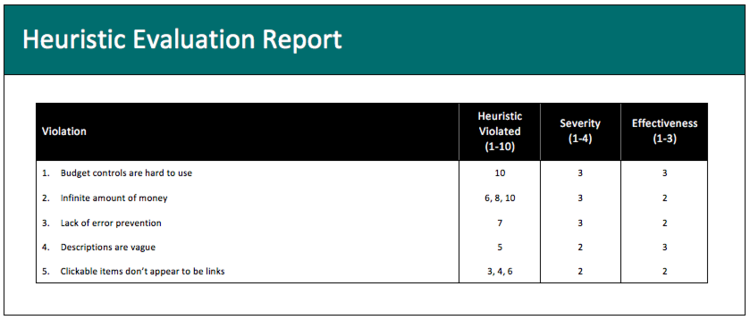 Heuristic Evaluation Report
Violation
Heuristic
Violated
(1-10)
Severity
(1-4)
Effectiveness
(1-3)
1. Budget controls are hard to use 10 3 3
2. Infinite amount of money 6, 8, 10 3 2
3. Lack of error prevention 7 3 2
4. Descriptions are vague 5 2 3
5. Clickable items don't appear to be links 3, 4, 6 2 2